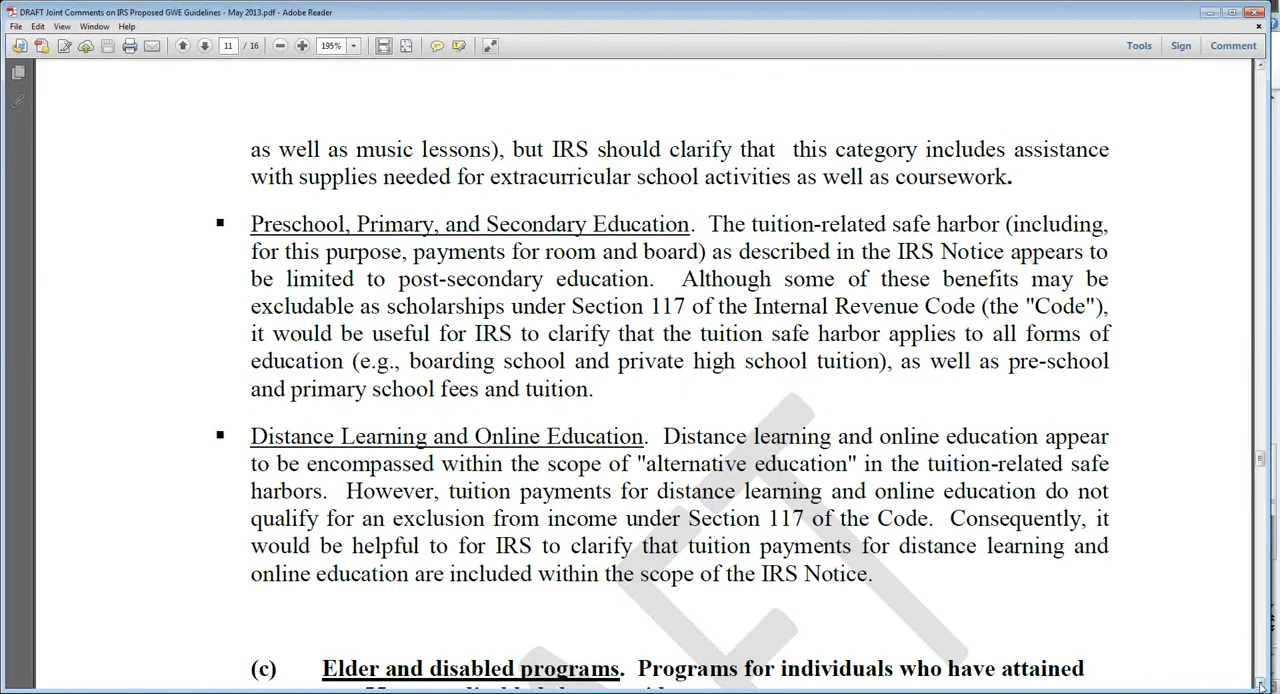 DRAFT Joint Comments on IRS Proposed GWE Guidelines - May 2013.pdf - Adobe Reader
File Edit View Window Help
11 / 16 195% Tools Sign Comment
as well as music lessons), but IRS should clarify that this category includes assistance
with supplies needed for extracurricular school activities as well as coursework.
▪ Preschool, Primary, and Secondary Education. The tuition-related safe harbor (including,
for this purpose, payments for room and board) as described in the IRS Notice appears to
be limited to post-secondary education. Although some of these benefits may be
excludable as scholarships under Section 117 of the Internal Revenue Code (the "Code"),
it would be useful for IRS to clarify that the tuition safe harbor applies to all forms of
education (e.g., boarding school and private high school tuition), as well as pre-school
and primary school fees and tuition.
▪ Distance Learning and Online Education. Distance learning and online education appear
to be encompassed within the scope of "alternative education" in the tuition-related safe
harbors. However, tuition payments for distance learning and online education do not
qualify for an exclusion from income under Section 117 of the Code. Consequently, it
would be helpful to for IRS to clarify that tuition payments for distance learning and
online education are included within the scope of the IRS Notice.
(c) Elder and disabled programs. Programs for individuals who have attained